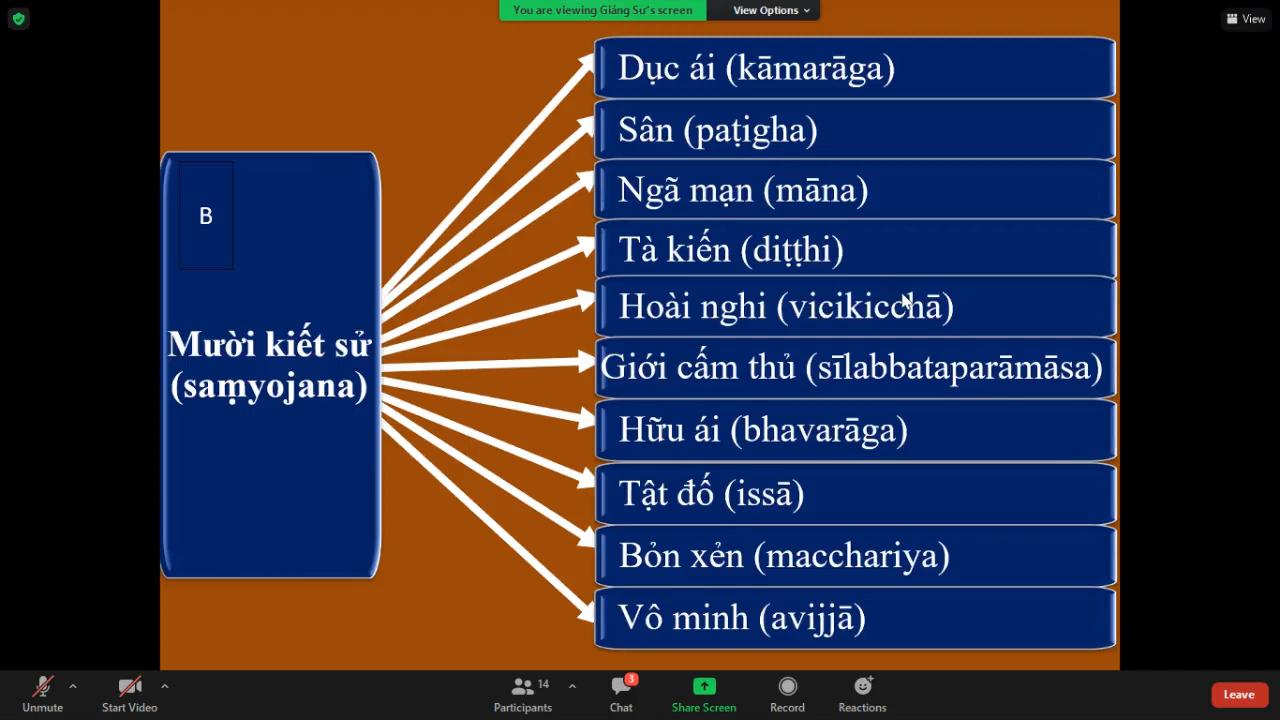 You are viewing Giảng Sư's screen
View Options
View
B
Mười kiết sử
(saṃyojana)
Dục ái (kāmarāga)
Sân (paṭigha)
Ngã mạn (māna)
Tà kiến (diṭṭhi)
Hoài nghi (vicikicchā)
Giới cấm thủ (sīlabbataparāmāsa)
Hữu ái (bhavarāga)
Tật đố (issā)
Bỏn xẻn (macchariya)
Vô minh (avijjā)
Unmute
Start Video
14
Participants
3
Chat
Share Screen
Record
Reactions
Leave